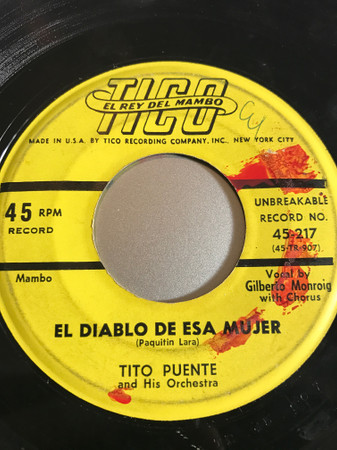 TICO
EL REY DEL MAMBO
MADE IN U.S.A. BY TICO RECORDING COMPANY, INC., NEW YORK CITY
45 RPM
RECORD
UNBREAKABLE
RECORD NO.
45-217
(45-TR-907)
Mambo
Vocal by
Gilberto Monroig
with Chorus
EL DIABLO DE ESA MUJER
(Paquitin Lara)
TITO PUENTE
and His Orchestra